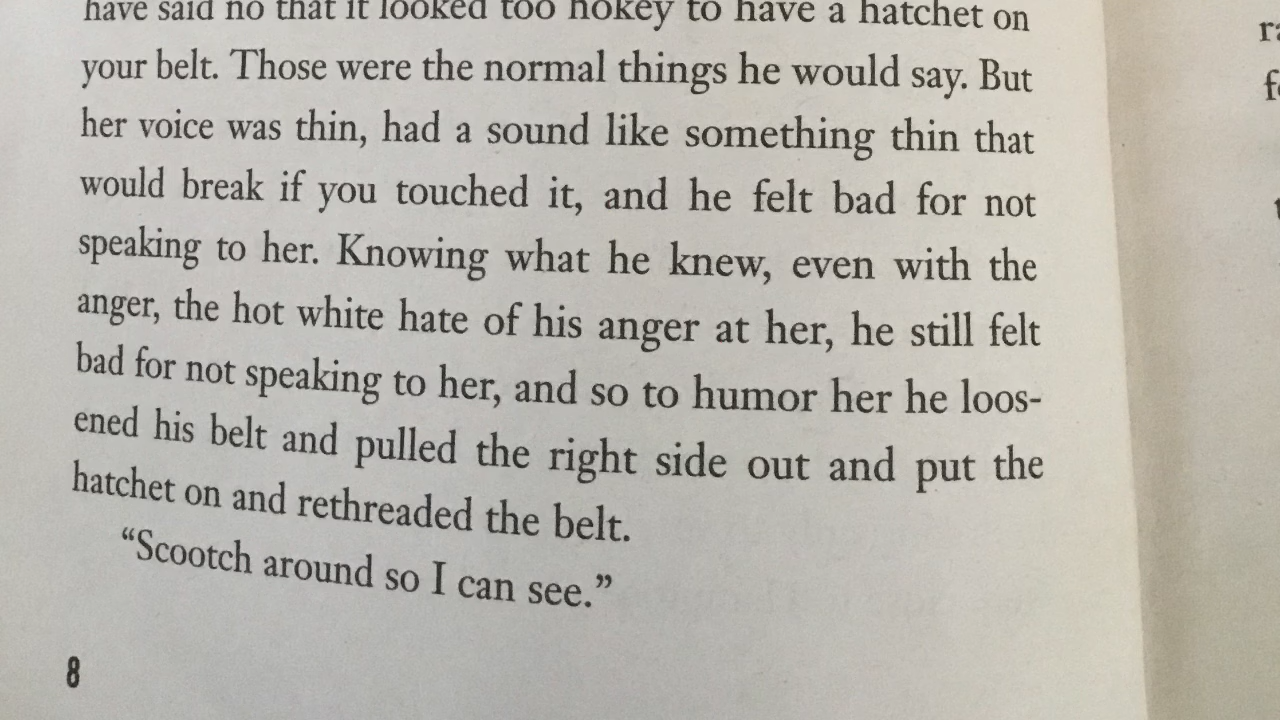 have said no that it looked too hokey to have a hatchet on
your belt. Those were the normal things he would say. But
her voice was thin, had a sound like something thin that
would break if you touched it, and he felt bad for not
speaking to her. Knowing what he knew, even with the
anger, the hot white hate of his anger at her, he still felt
bad for not speaking to her, and so to humor her he loos-
ened his belt and pulled the right side out and put the
hatchet on and rethreaded the belt.
“Scootch around so I can see.”
8